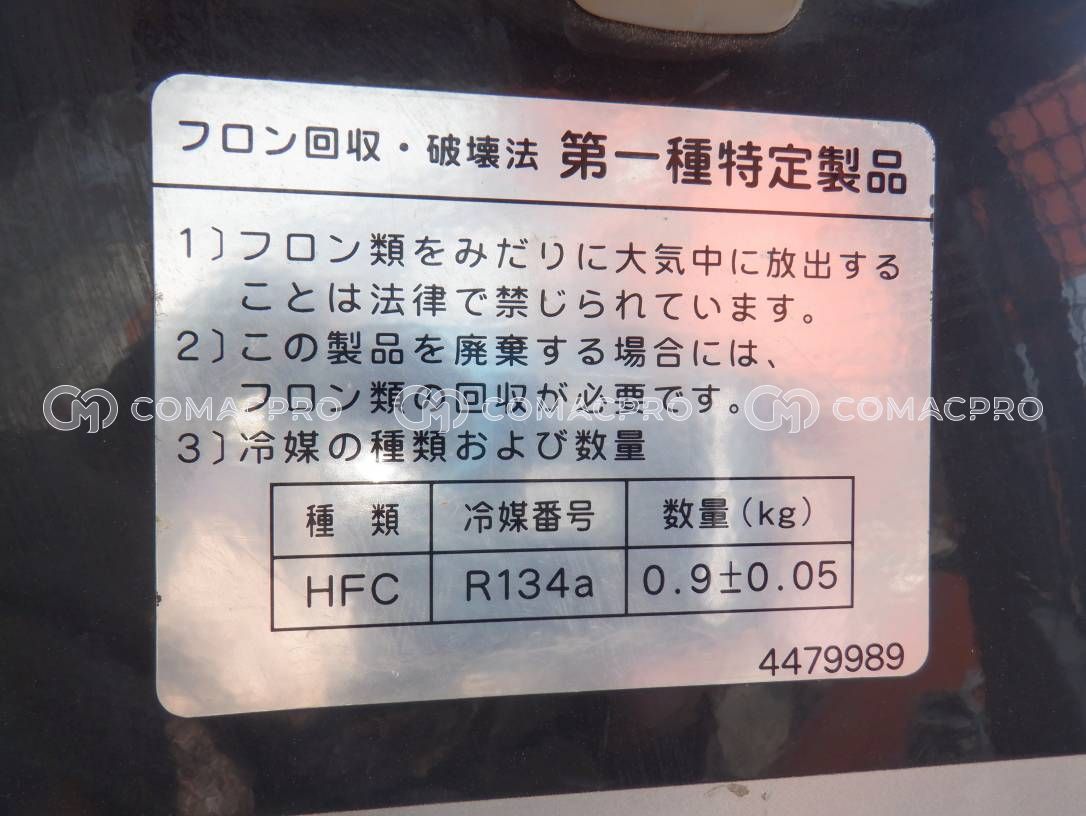 フロン回収・破壊法 第一種特定製品
1〕フロン類をみだりに大気中に放出する
ことは法律で禁じられています。
2〕この製品を廃棄する場合には、
フロン類の回収が必要です。
COMACPRO COMACPRO COMACPRO
3〕冷媒の種類および数量
種類 冷媒番号 数量(kg)
HFC R134a 0.9±0.05
4479989